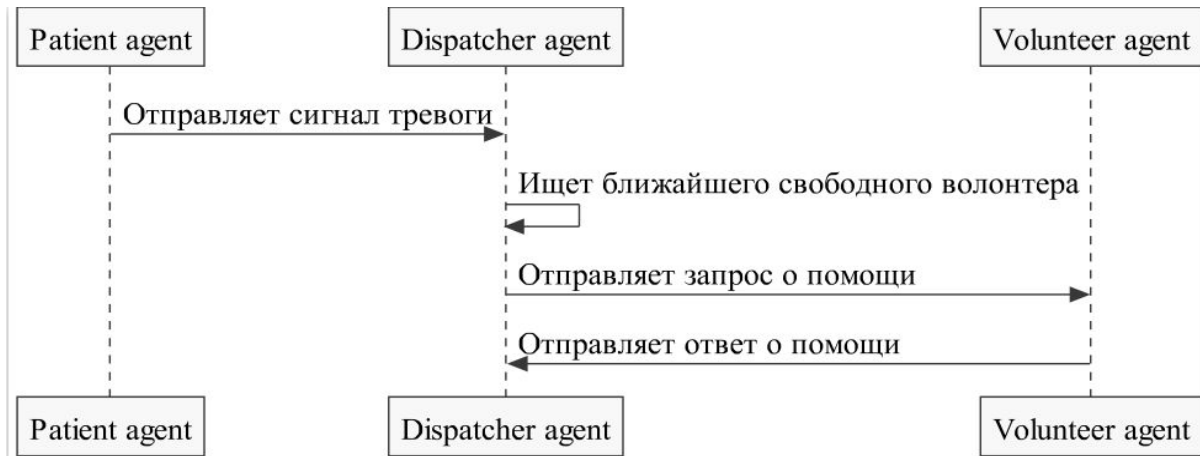 Patient agent
Dispatcher agent
Volunteer agent
Отправляет сигнал тревоги
Ищет ближайшего свободного волонтера
Отправляет запрос о помощи
Отправляет ответ о помощи
Patient agent
Dispatcher agent
Volunteer agent